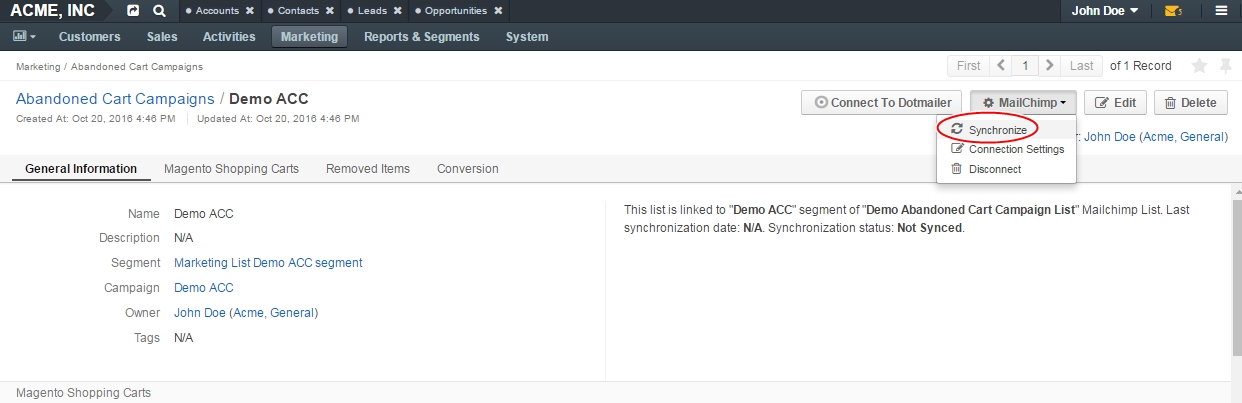 ACME, INC Accounts Contacts Leads Opportunities John Doe 5
Customers Sales Activities Marketing Reports & Segments System
Marketing / Abandoned Cart Campaigns First 1 Last of 1 Record
Abandoned Cart Campaigns / Demo ACC Connect To Dotmailer MailChimp Edit Delete
Created At: Oct 20, 2016 4:46 PM Updated At: Oct 20, 2016 4:46 PM
Synchronize
r: John Doe (Acme, General)
Connection Settings
Disconnect
General Information Magento Shopping Carts Removed Items Conversion
Name Demo ACC
Description N/A
Segment Marketing List Demo ACC segment
Campaign Demo ACC
Owner John Doe (Acme, General)
Tags N/A
This list is linked to "Demo ACC" segment of "Demo Abandoned Cart Campaign List" Mailchimp List. Last
synchronization date: N/A. Synchronization status: Not Synced.
Magento Shopping Carts